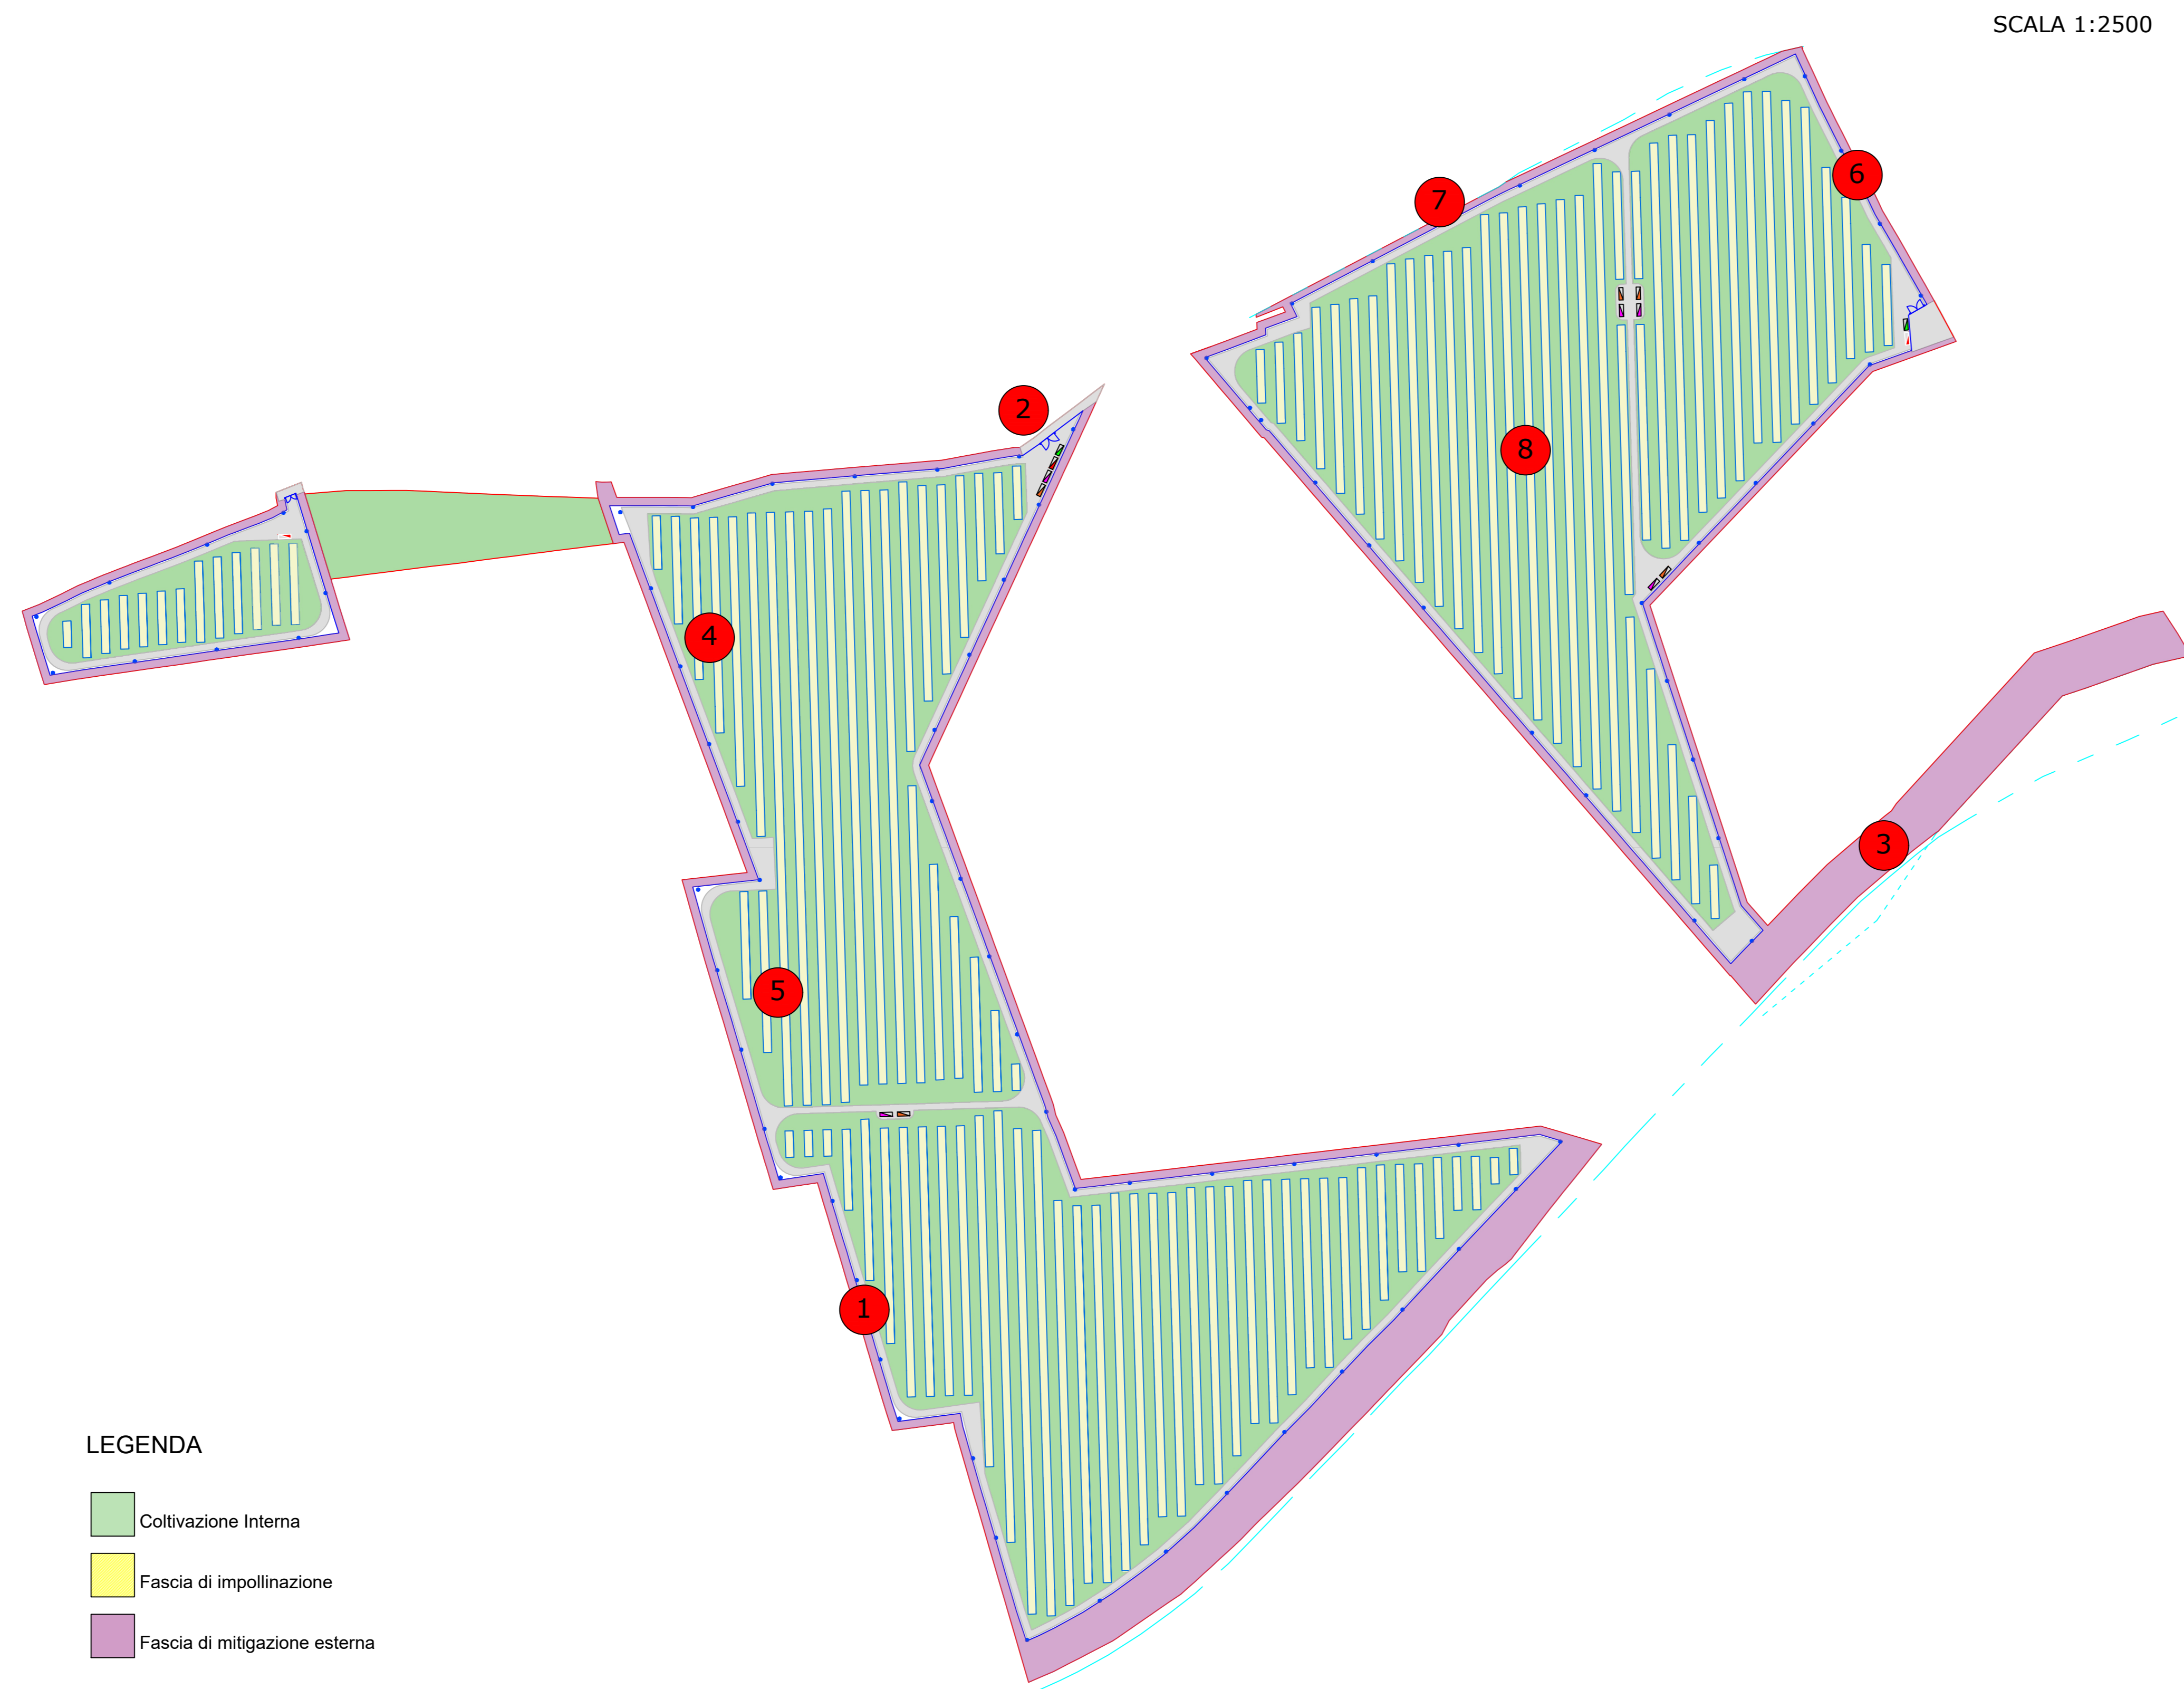 SCALA 1:2500
6
7
2
8
4
3
5
1
LEGENDA
Coltivazione Interna
Fascia di impollinazione
Fascia di mitigazione esterna